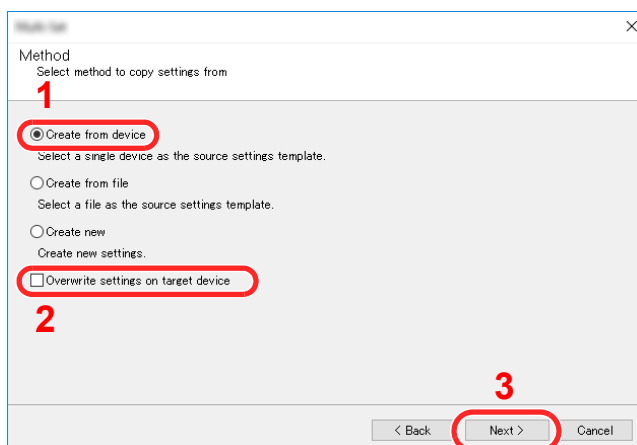 Method
Select method to copy settings from
1
Create from device
Select a single device as the source settings template.
Create from file
Select a file as the source settings template.
Create new
Create new settings.
Overwrite settings on target device
2
3
< Back Next > Cancel